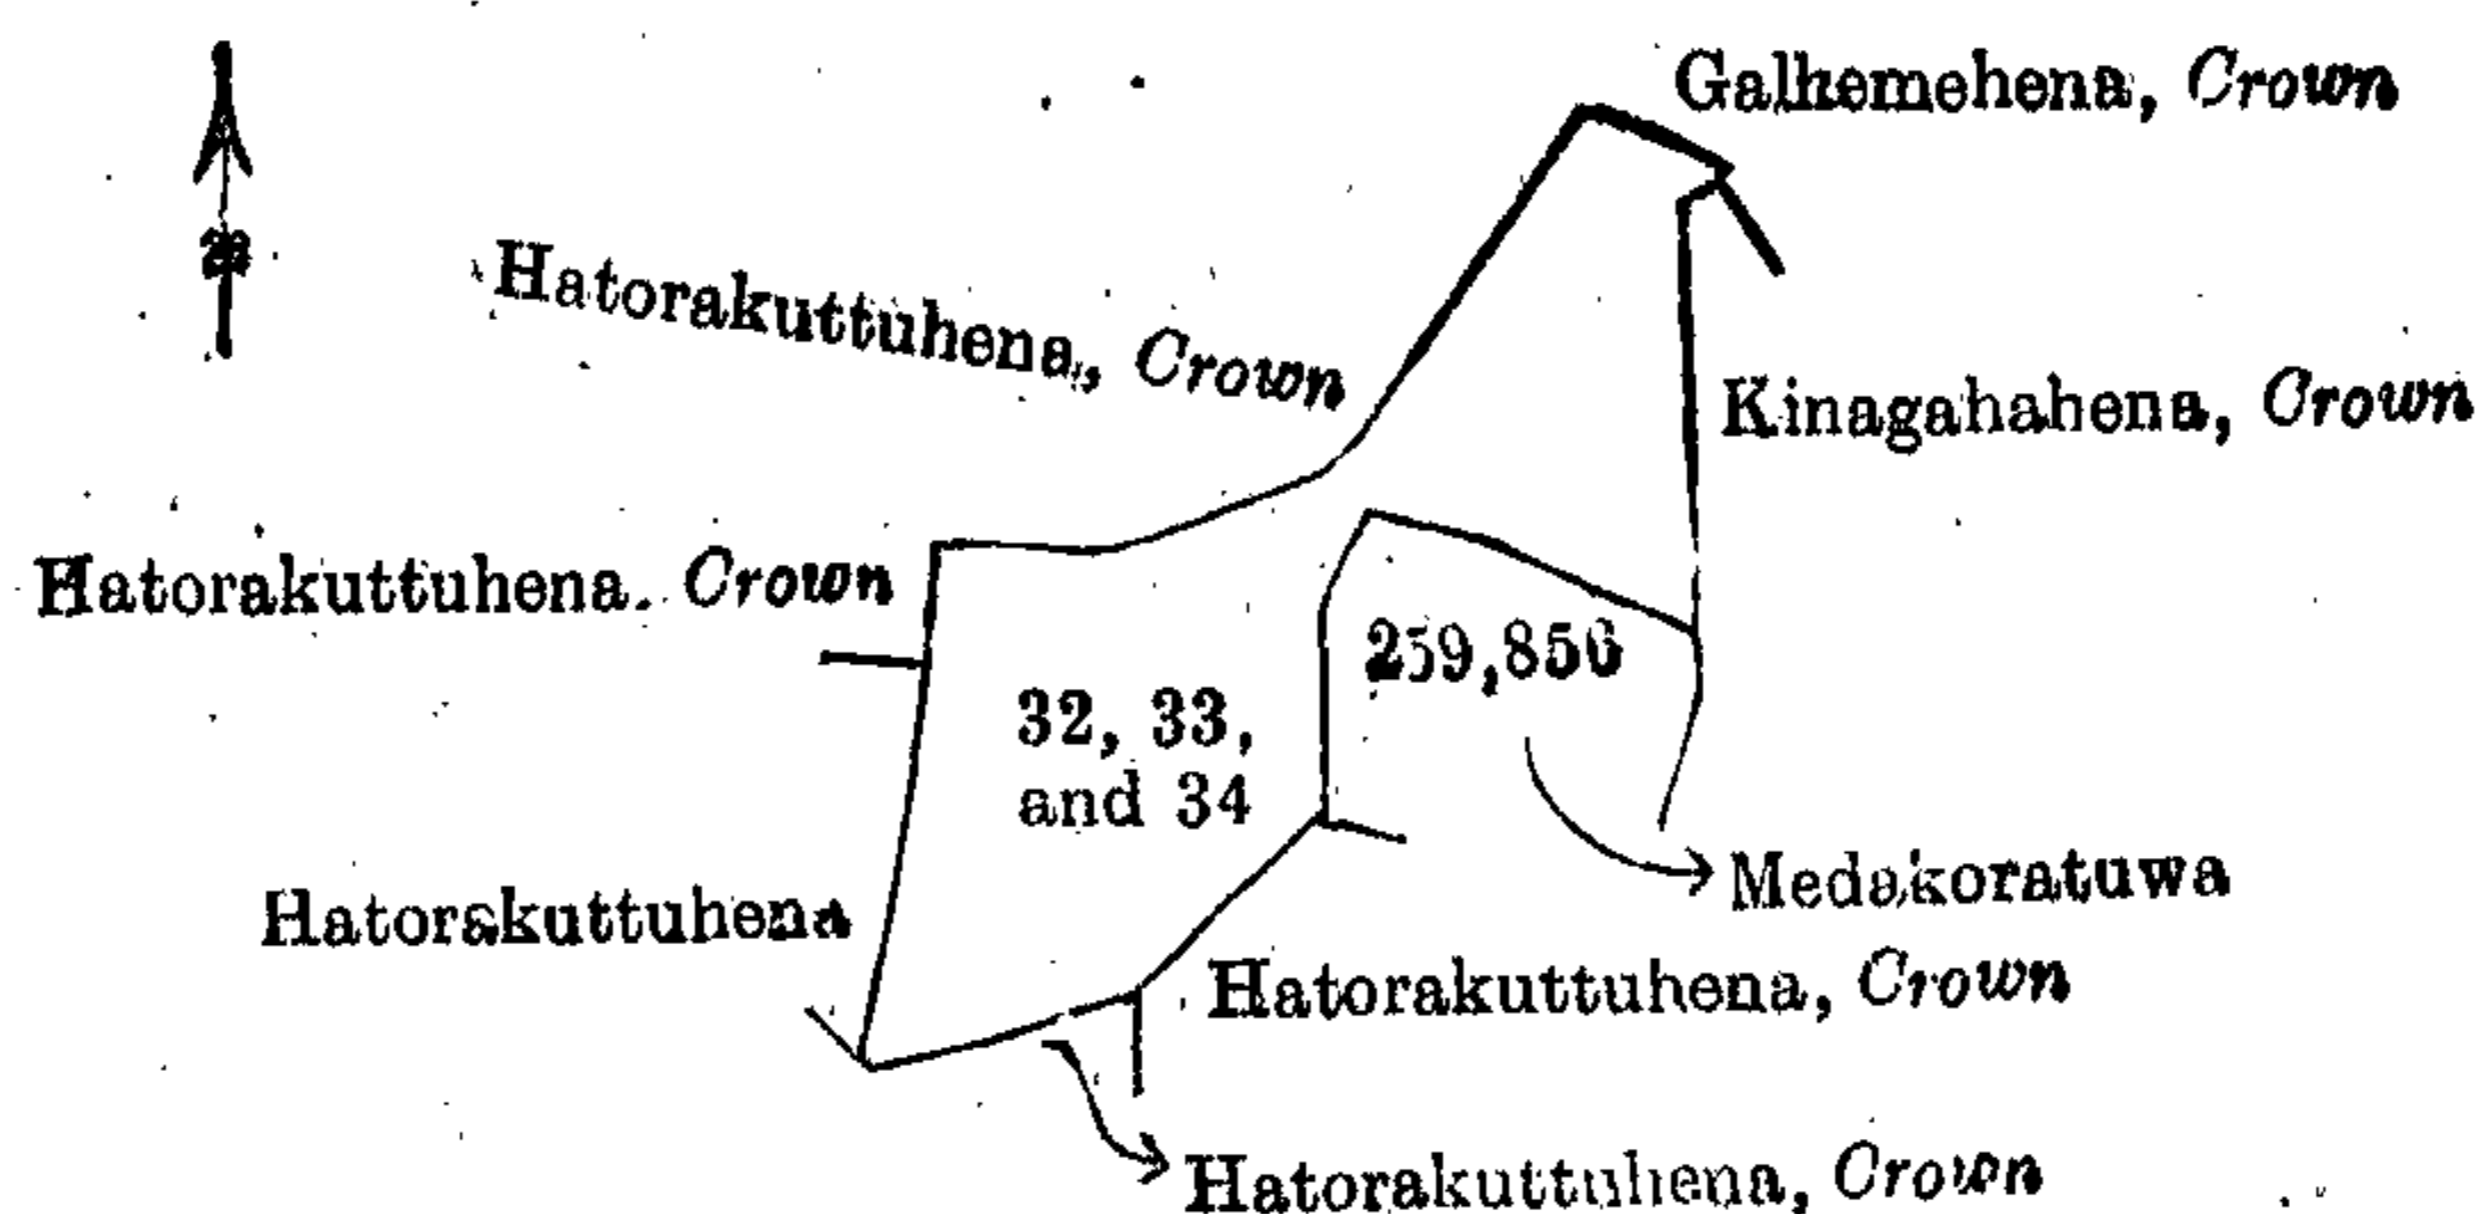 Galkemehena, Crown
Hatorakuttuhena, Crown
Kinagahahena, Crown
Hatorakuttuhena. Crown
259,856
32, 33,
and 34
Medakoratuwa
Hatorakuttuhena
Hatorakuttuhena, Crown
Hatorakuttuhena, Crown